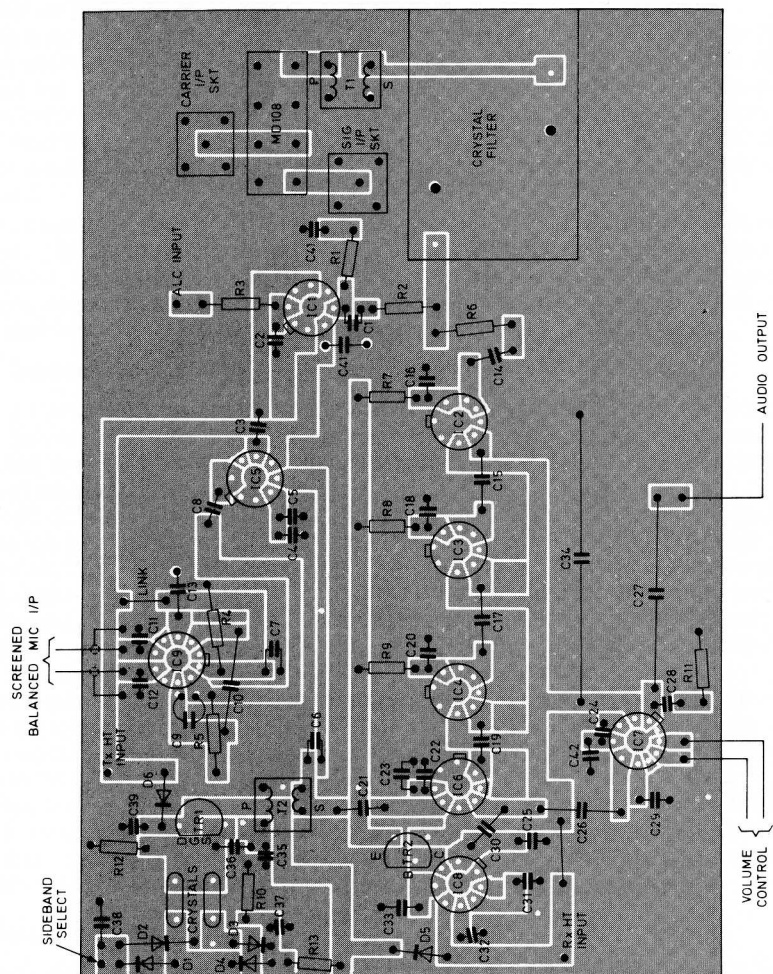 CARRIER
I/P
SKT
MD108
P
T1
S
SIG
I/P
SKT
CRYSTAL
FILTER
ALC INPUT
R3
C41
R1
IC1
C2
C1
C41
R2
R6
C3
IC5
C8
C4
C5
R7
C16
C14
IC2
C15
R8
C18
IC3
C17
C34
AUDIO OUTPUT
SCREENED
BALANCED MIC I/P
LINK
C11
C13
R4
IC9
C12
C7
C10
C9
R5
R9
C20
IC4
C19
C27
C28
R11
Tx HT
INPUT
D6
C6
C23
C22
IC6
C21
C24
C42
IC7
VOLUME
CONTROL
C39
D
G
TR1
S
P
T2
S
R12
C36
C35
E
B
TR2
C
C30
C25
C26
C29
SIDEBAND
SELECT
C38
CRYSTALS
R10
D2
D3
C37
D1
D4
R13
C33
IC8
C31
C32
D5
Rx HT
INPUT